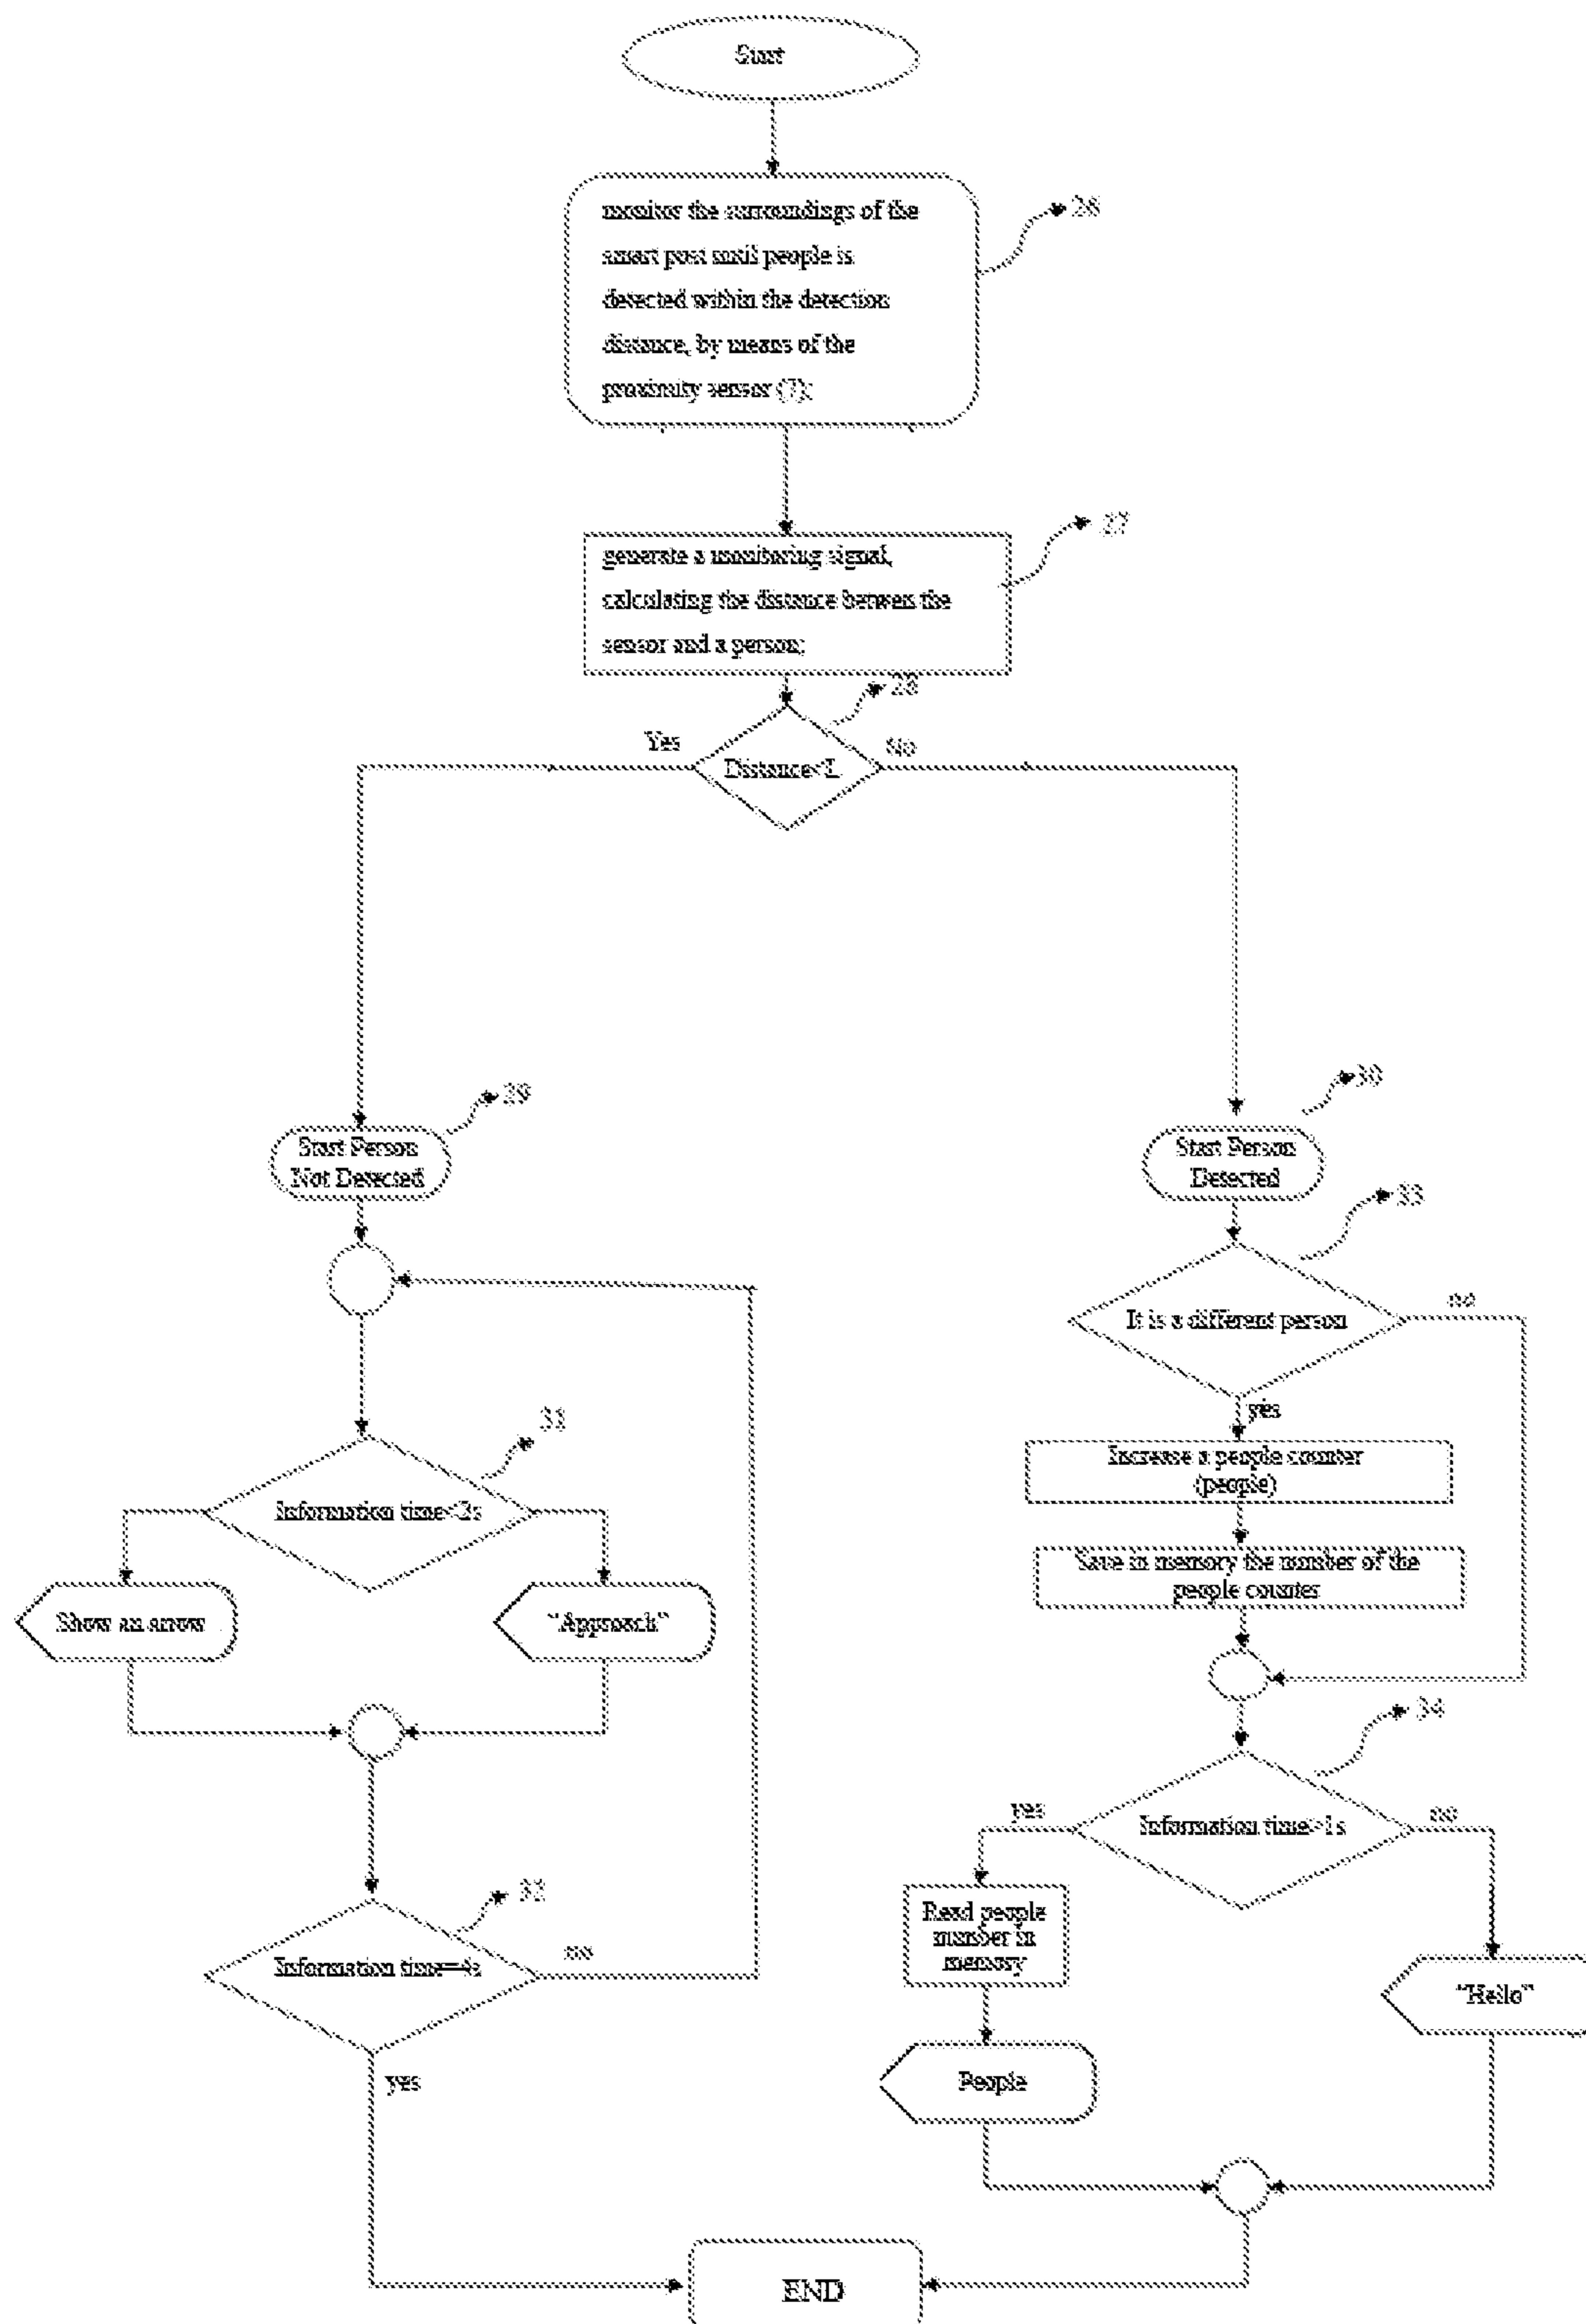 Start
monitor the surroundings of the
smart post until people is
detected within the detection
distance, by means of the
proximity sensor (7);
26
generate a monitoring signal,
calculating the distance betwen the
sensor and a person;
27
28
Yes
No
Distance<L
29
Start Person
Not Detected
30
Start Person
Detected
33
It is a different person
no
yes
31
Information time<2s
Increase a people counter
(people)
Save in memory the number of the
people counter
Show an arrow
"Approach"
34
Information time>1s
yes
no
32
Information time=4s
no
yes
Read people
number in
memory
"Hello"
People
END